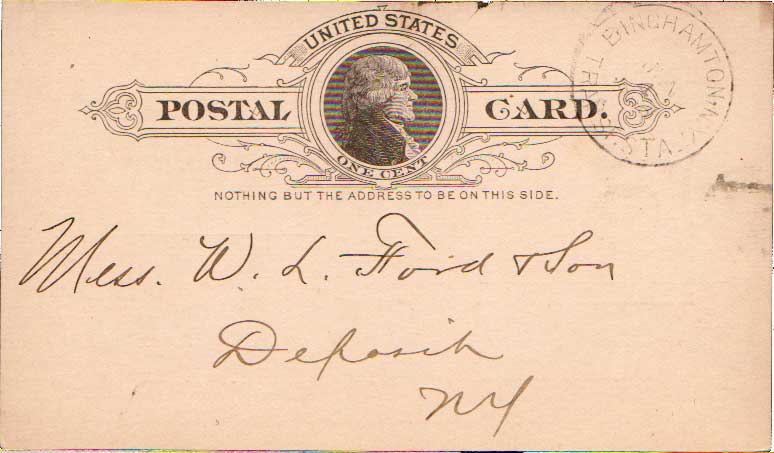 UNITED STATES
POSTAL CARD.
ONE CENT
NOTHING BUT THE ADDRESS TO BE ON THIS SIDE.
BINGHAMTON, N.Y.
STA.
Mess. W. L. Ford & Son
Deposit
NY